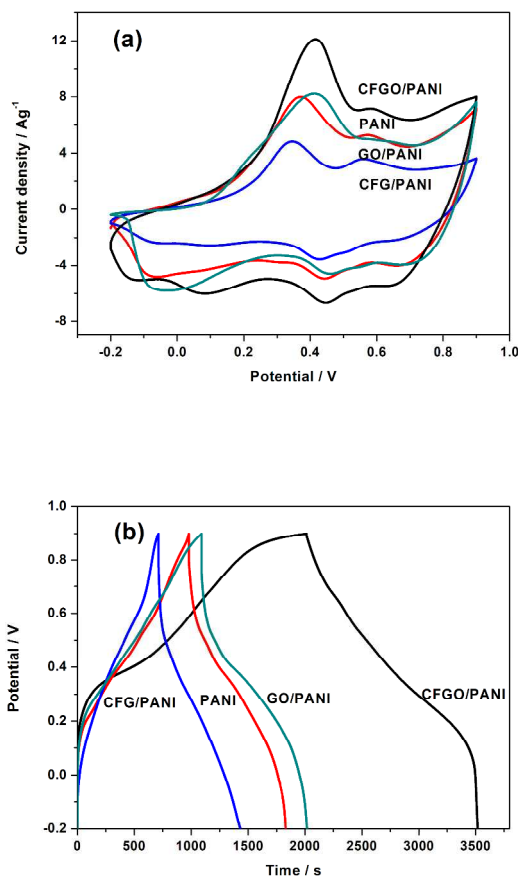 (a)
12
8
4
0
-4
-8
Current density / Ag-1
CFGO/PANI
PANI
GO/PANI
CFG/PANI
-0.2 0.0 0.2 0.4 0.6 0.8 1.0
Potential / V
(b)
1.0
0.8
0.6
0.4
0.2
0.0
-0.2
Potential / V
CFG/PANI PANI GO/PANI CFGO/PANI
0 500 1000 1500 2000 2500 3000 3500
Time / s